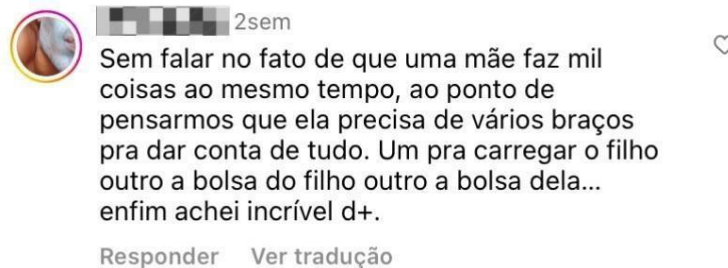 2sem
Sem falar no fato de que uma mãe faz mil
coisas ao mesmo tempo, ao ponto de
pensarmos que ela precisa de vários braços
pra dar conta de tudo. Um pra carregar o filho
outro a bolsa do filho outro a bolsa dela...
enfim achei incrível d+.
Responder Ver tradução